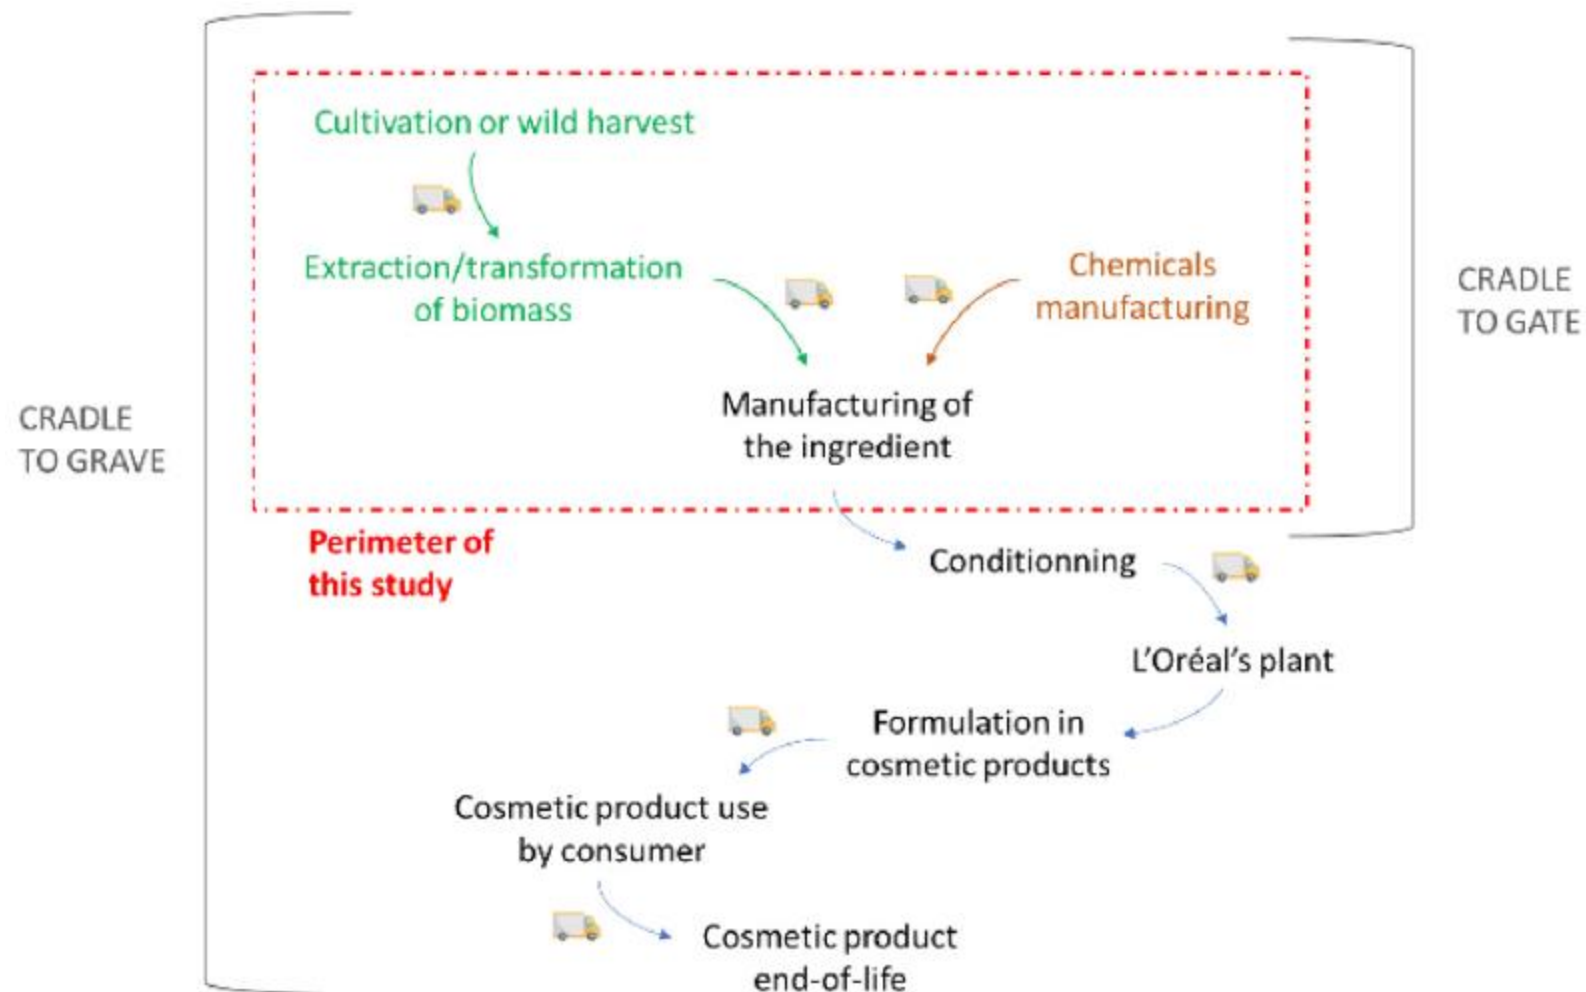 Cultivation or wild harvest
Extraction/transformation
of biomass
Chemicals
manufacturing
CRADLE
TO GATE
Manufacturing of
the ingredient
CRADLE
TO GRAVE
Perimeter of
this study
Conditionning
L'Oréal's plant
Formulation in
cosmetic products
Cosmetic product use
by consumer
Cosmetic product
end-of-life